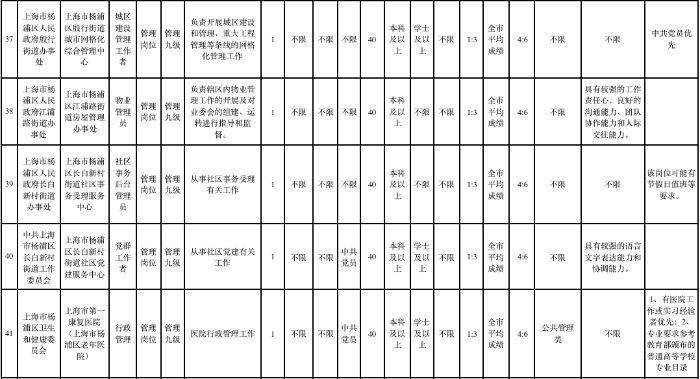 37 上海市杨浦区人民政府殷行街道办事处 上海市杨浦区殷行街道城市网格化综合管理中心 城区建设管理工作者 管理岗位 管理九级 负责开展城区建设和管理、重大工程管理等条线的网格化管理工作 1 不限 不限 不限 40 本科及以上 学士及以上 不限 1:3 全市平均成绩 4:6 不限 不限 中共党员优先
38 上海市杨浦区人民政府江浦路街道办事处 上海市杨浦区江浦路街道房屋管理办事处 物业管理员 管理岗位 管理九级 负责辖区内物业管理工作的开展及对业委会的组建、运转进行指导和监督。 1 不限 不限 不限 40 本科及以上 不限 不限 1:3 全市平均成绩 4:6 不限 具有较强的工作责任心、良好的沟通能力、团队协作能力和人际交往能力。
39 上海市杨浦区人民政府长白新村街道办事处 上海市杨浦区长白新村街道社区事务受理服务中心 社区事务后台管理员 管理岗位 管理九级 从事社区事务受理有关工作 1 不限 不限 不限 40 本科及以上 不限 不限 1:3 全市平均成绩 4:6 不限 不限 该岗位可能有节假日值班等要求。
40 中共上海市杨浦区长白新村街道工作委员会 上海市杨浦区长白新村街道社区党建服务中心 党群工作者 管理岗位 管理九级 从事社区党建有关工作 1 不限 不限 中共党员 40 本科及以上 学士及以上 不限 1:3 全市平均成绩 4:6 不限 具有较强的语言文字表达能力和协调能力。
41 上海市杨浦区卫生和健康委员会 上海市第一康复医院（上海市杨浦区老年医院） 行政管理 管理岗位 管理九级 医院行政管理工作 1 不限 不限 中共党员 40 本科及以上 学士及以上 不限 1:3 全市平均成绩 4:6 公共管理类 不限 1、有医院工作或实习经验者优先；2、专业要求参考教育部颁布的普通高等学校专业目录